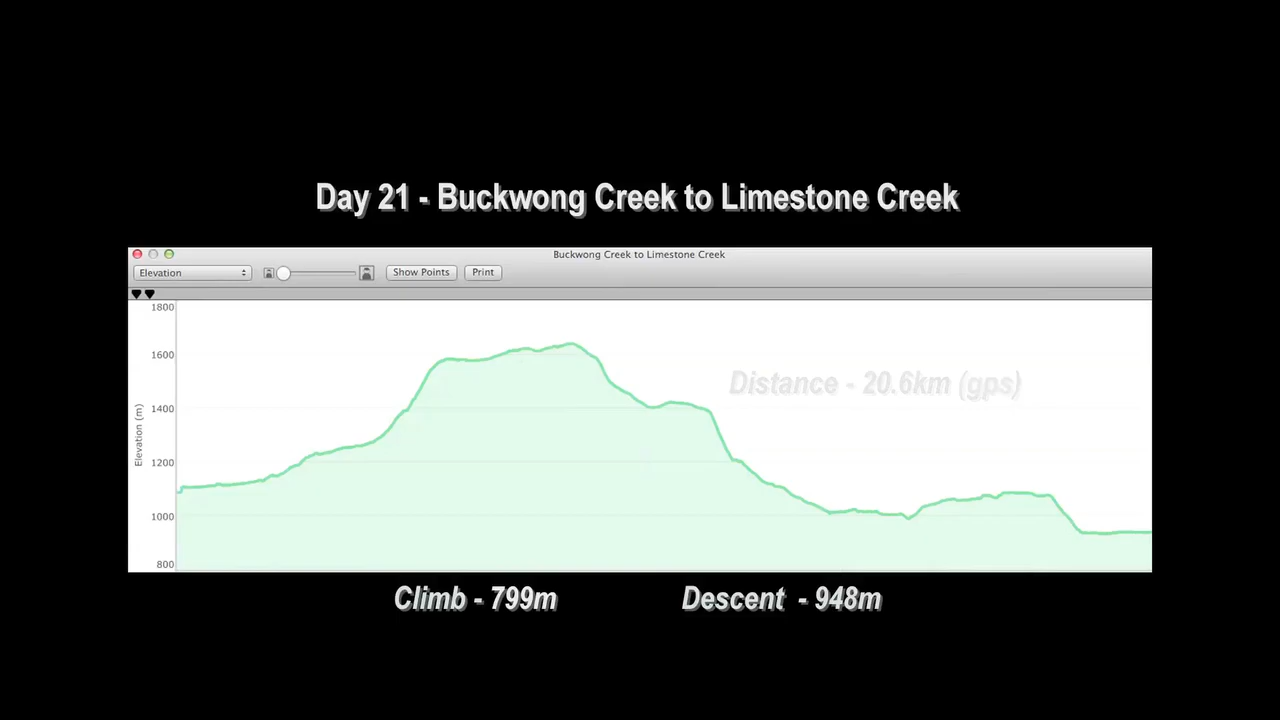 Day 21 - Buckwong Creek to Limestone Creek
Buckwong Creek to Limestone Creek
Elevation
Show Points
Print
1800
1600
Distance - 20.6km (gps)
1400
Elevation (m)
1200
1000
800
Climb - 799m
Descent - 948m